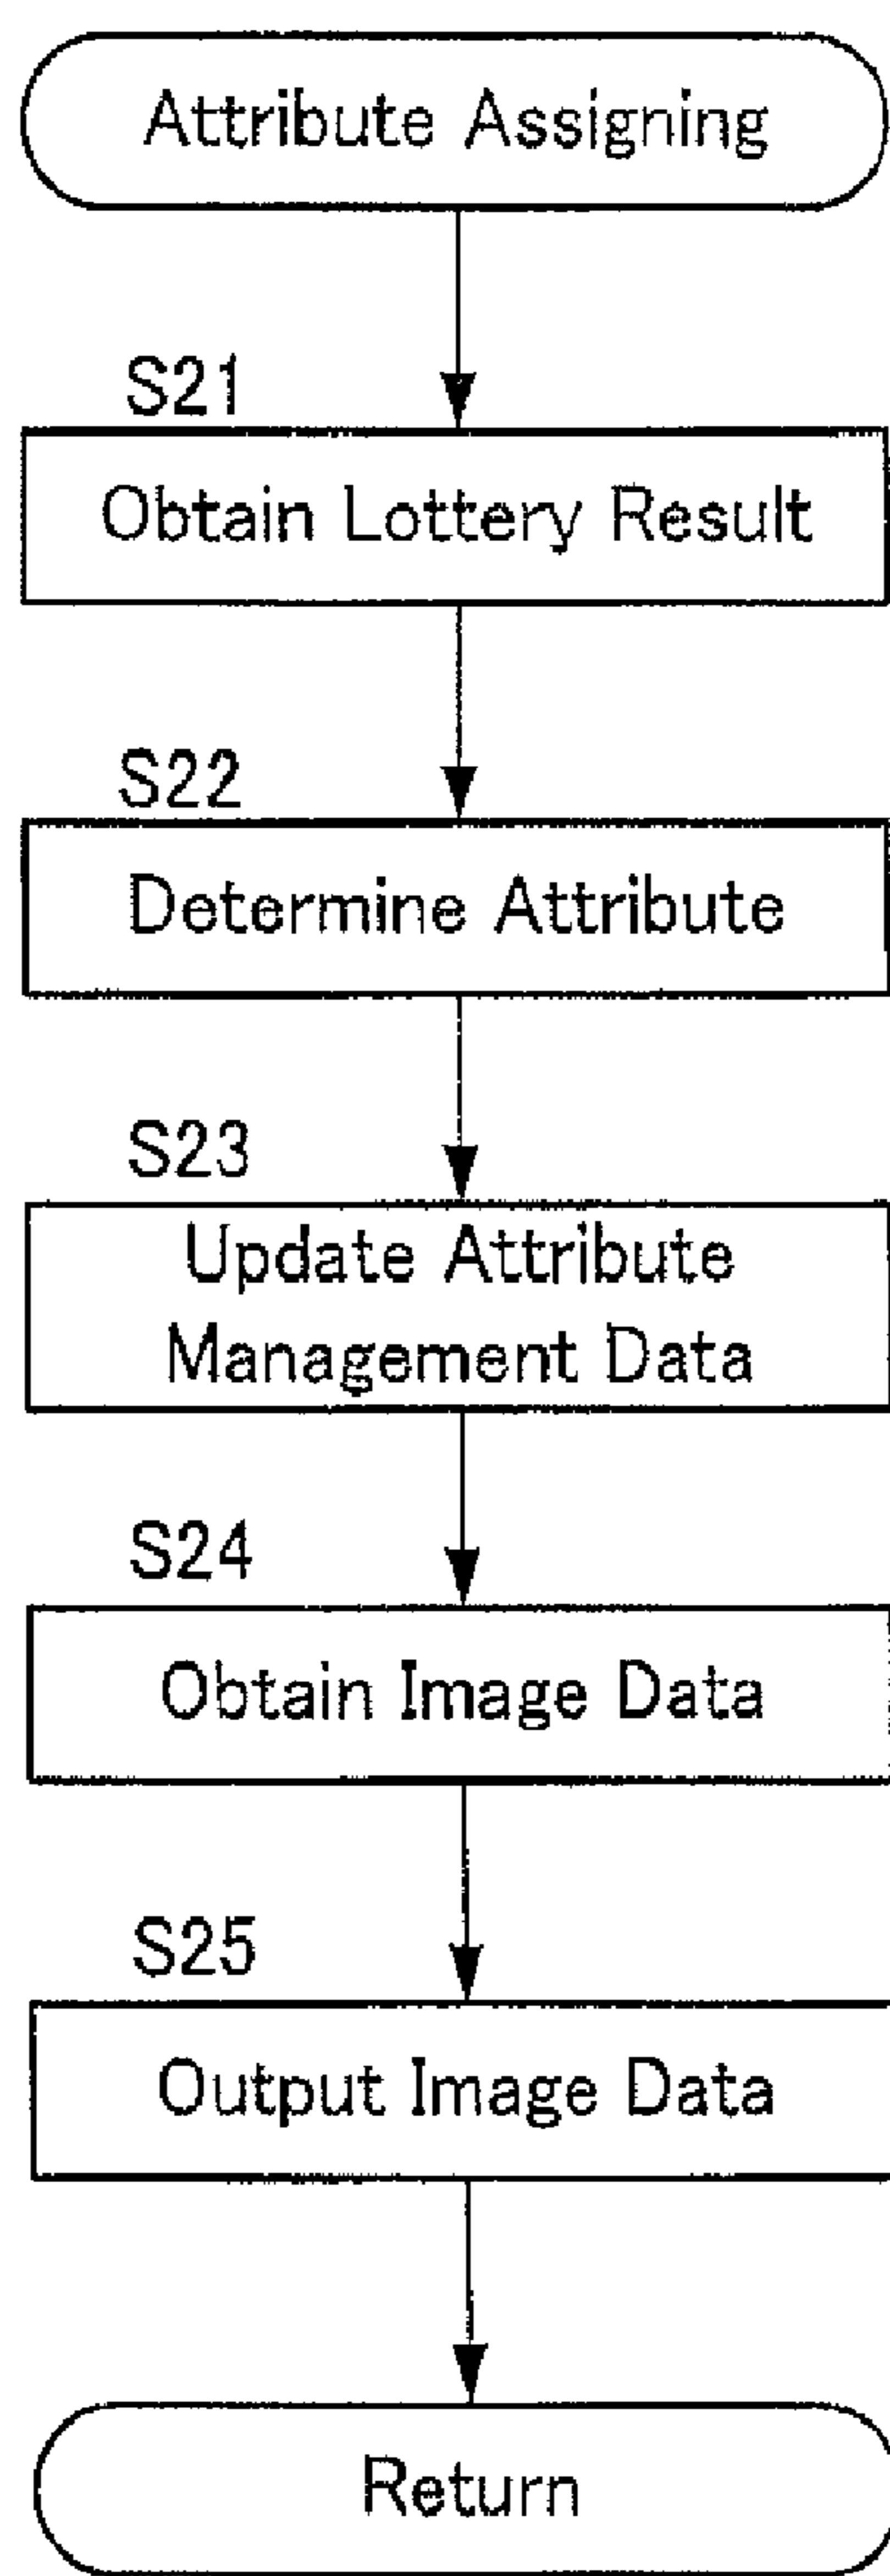 Attribute Assigning
S21
Obtain Lottery Result
S22
Determine Attribute
S23
Update Attribute
Management Data
S24
Obtain Image Data
S25
Output Image Data
Return